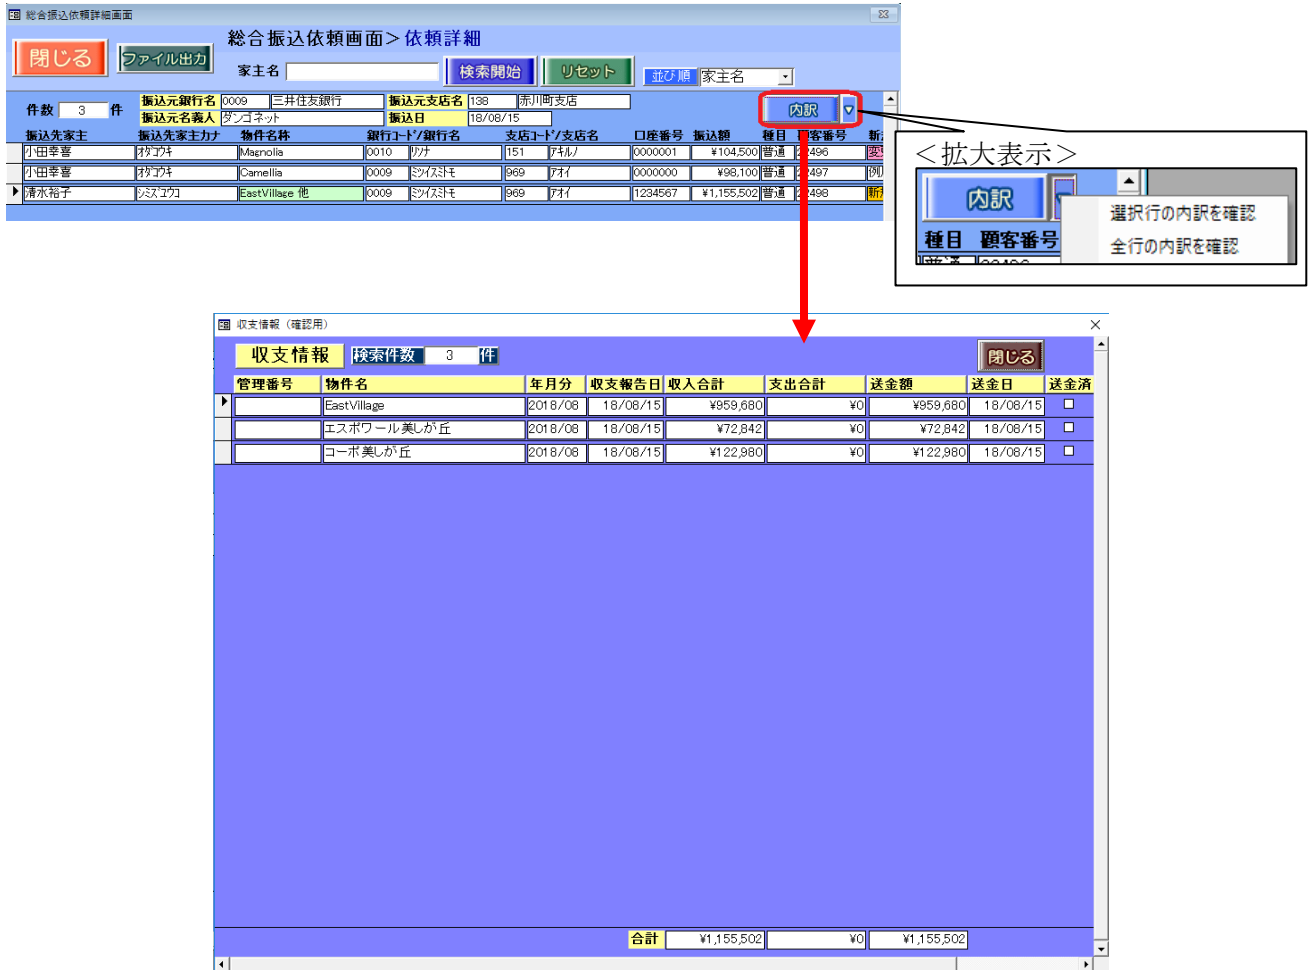 総合振込依頼詳細画面
総合振込依頼画面＞依頼詳細
閉じる ファイル出力
家主名 検索開始 リセット 並び順 家主名
件数 3 件 振込元銀行名 0009 三井住友銀行 振込元支店名 138 赤川町支店 内訳
振込元名義人 ダンゴネット 振込日 18/08/15
振込先家主 振込先家主カナ 物件名称 銀行コード/銀行名 支店コード/支店名 口座番号 振込額 種目 顧客番号
小田幸喜 オダコウキ Magnolia 0010 リソナ 151 アキルノ 0000001 ¥104,500 普通 22496
小田幸喜 オダコウキ Camellia 0009 ミツイスミトモ 969 アオイ 0000000 ¥98,100 普通 22497
清水裕子 シミズユウコ EastVillage 他 0009 ミツイスミトモ 969 アオイ 1234567 ¥1,155,502 普通 22498
＜拡大表示＞
内訳
選択行の内訳を確認
種目 顧客番号
全行の内訳を確認
収支情報（確認用）
収支情報 検索件数 3 件 閉じる
管理番号 物件名 年月分 収支報告日 収入合計 支出合計 送金額 送金日 送金済
EastVillage 2018/08 18/08/15 ¥959,680 ¥0 ¥959,680 18/08/15
エスポワール美しが丘 2018/08 18/08/15 ¥72,842 ¥0 ¥72,842 18/08/15
コーポ美しが丘 2018/08 18/08/15 ¥122,980 ¥0 ¥122,980 18/08/15
合計 ¥1,155,502 ¥0 ¥1,155,502